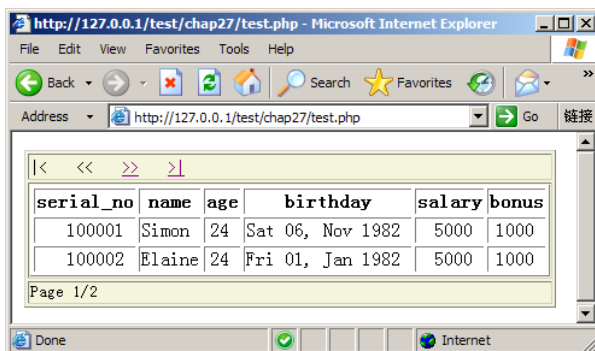 http://127.0.0.1/test/chap27/test.php - Microsoft Internet Explorer
File Edit View Favorites Tools Help
Back Search Favorites »
Address http://127.0.0.1/test/chap27/test.php Go 链接
|< << >> >|
serial_no name age birthday salary bonus
100001 Simon 24 Sat 06, Nov 1982 5000 1000
100002 Elaine 24 Fri 01, Jan 1982 5000 1000
Page 1/2
Done Internet